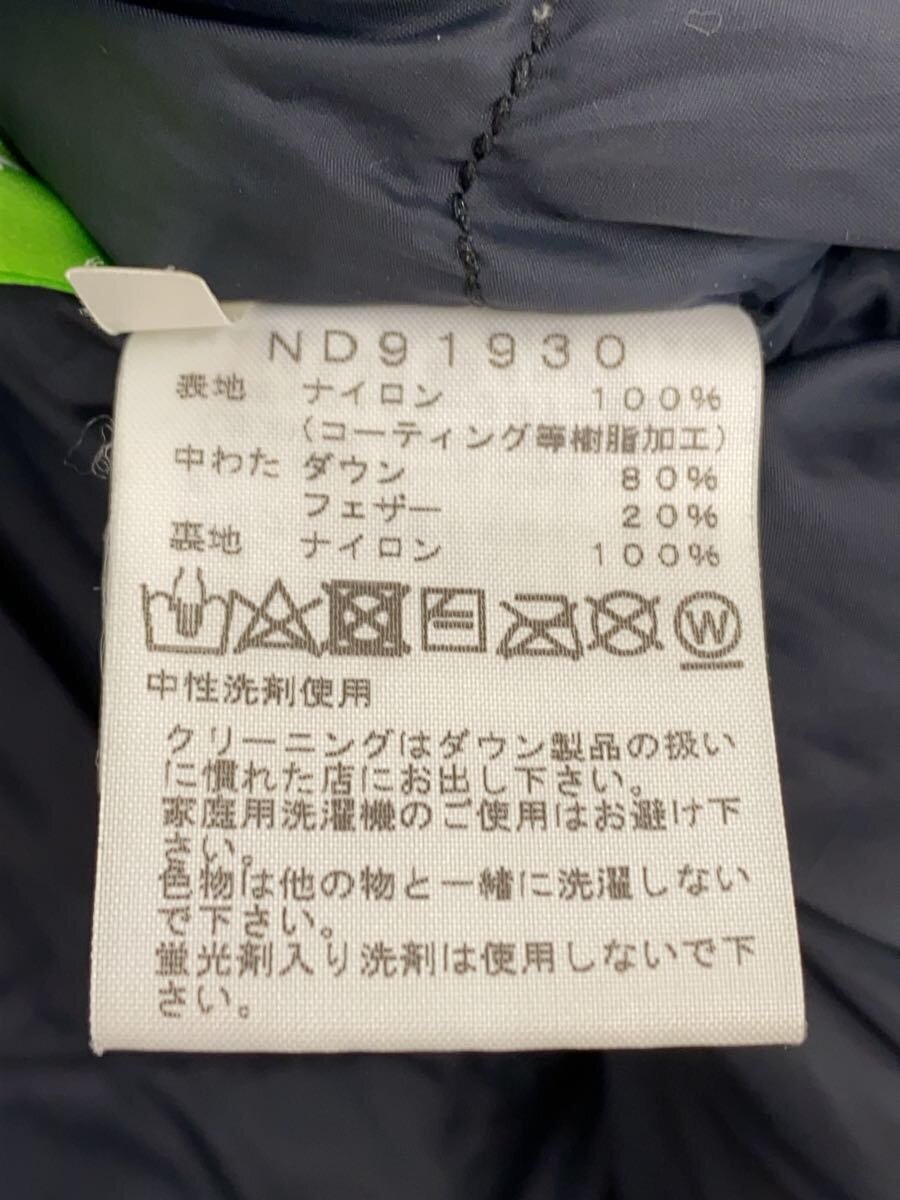 ND91930
表地 ナイロン 100%
(コーティング等樹脂加工)
中わた ダウン 80%
フェザー 20%
裏地 ナイロン 100%
W
中性洗剤使用
クリーニングはダウン製品の扱い
に慣れた店にお出し下さい。
家庭用洗濯機のご使用はお避け下
さい。
色物は他の物と一緒に洗濯しない
で下さい。
蛍光剤入り洗剤は使用しないで下
さい。